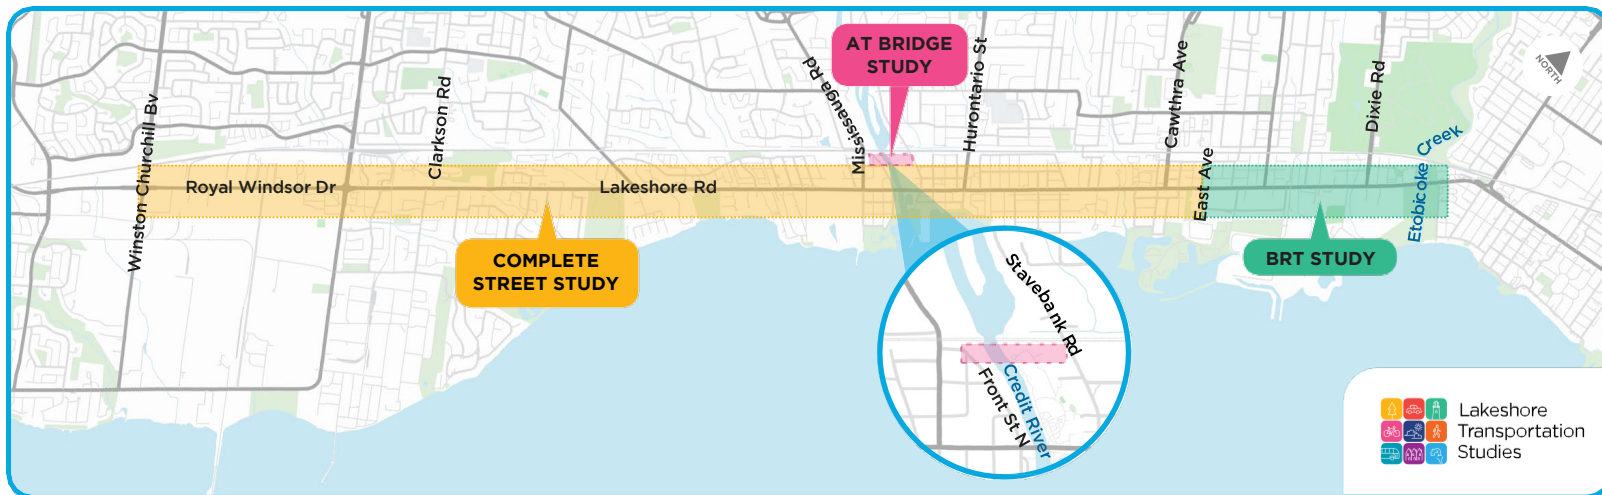 AT BRIDGE
STUDY
NORTH
Winston Churchill Bv
Clarkson Rd
Mississauga Rd
Hurontario St
Cawthra Ave
Dixie Rd
Etobicoke Creek
Royal Windsor Dr
Lakeshore Rd
East Ave
COMPLETE
STREET STUDY
BRT STUDY
Stavebank Rd
Front St N
Credit River
Lakeshore
Transportation
Studies